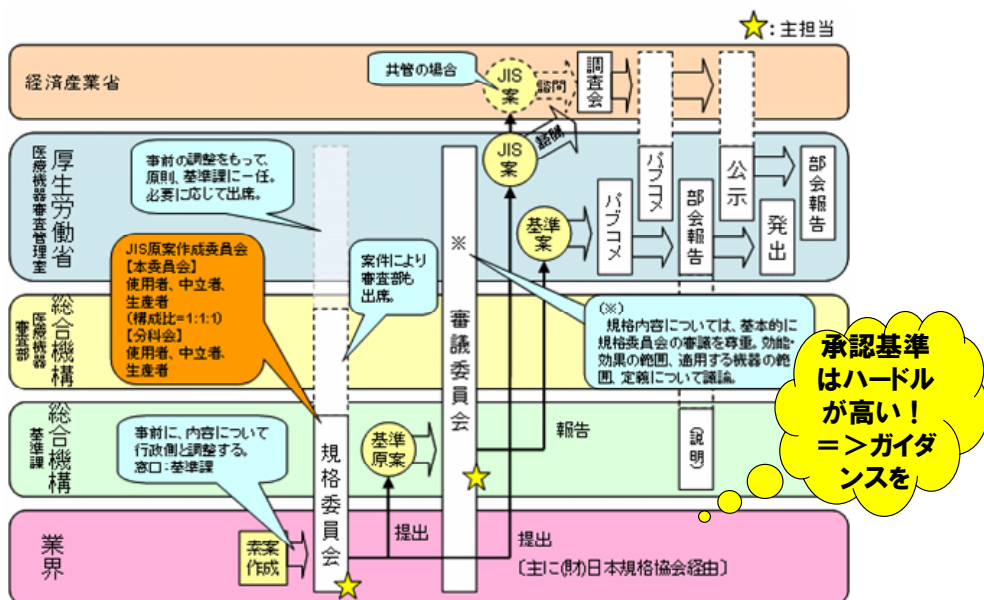 ：主担当
経済産業省
共管の場合
JIS
案
諮問
調
査
会
厚生労働省
医療機器審査管理室
事前の調整をもって、
原則、基準課に一任。
必要に応じて出席。
JIS
案
諮問
パブコメ
公示
部会報告
基準
案
パブコメ
部会報告
発出
JIS原案作成委員会
【本委員会】
使用者、中立者、
生産者
(構成比=1:1:1)
【分科会】
使用者、中立者、
生産者
案件により
審査部も
出席。
※
審議委員会
総合機構
医療機器
審査部
(※)
規格内容については、基本的に
規格委員会の審議を尊重。効能・
効果の範囲、適用する機器の範
囲、定義について議論。
承認基準
はハードル
が高い！
＝＞ガイダ
ンスを
総合機構
基準課
事前に、内容について
行政側と調整する。
窓口：基準課
規格委員会
基準
原案
報告
(説明)
業界
素案
作成
提出
提出
〔主に(財)日本規格協会経由〕